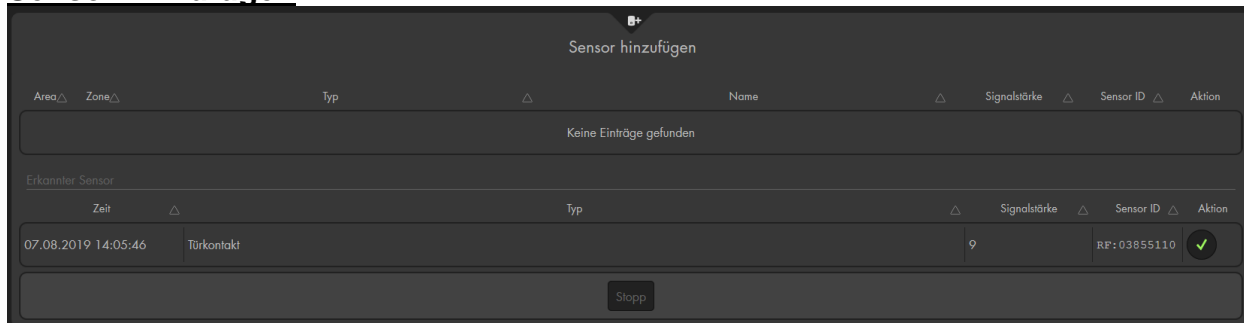 Sensor hinzufügen
Area Zone Typ Name Signalstärke Sensor ID Aktion
Keine Einträge gefunden
Erkannter Sensor
Zeit Typ Signalstärke Sensor ID Aktion
07.08.2019 14:05:46 Türkontakt 9 RF:03855110
Stopp